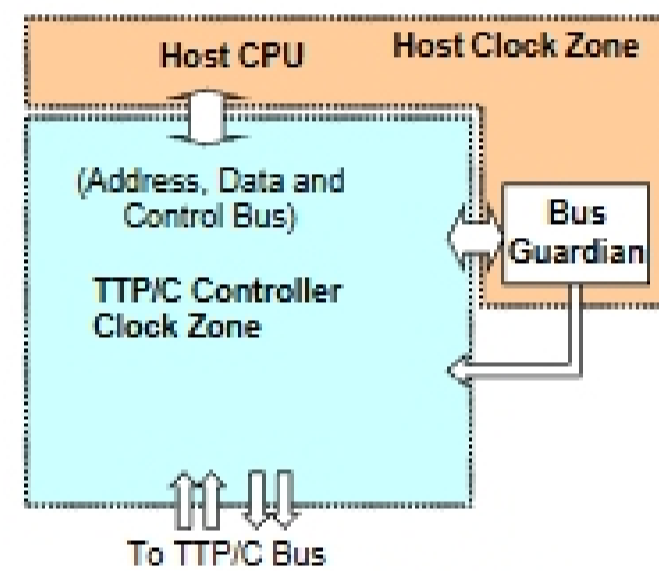 Host CPU
Host Clock Zone
(Address, Data and
Control Bus)
Bus
Guardian
TTP/C Controller
Clock Zone
To TTP/C Bus